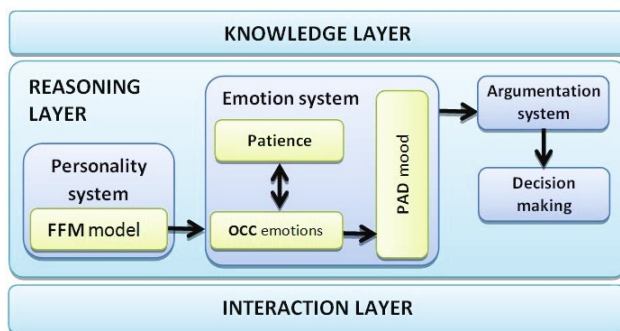 KNOWLEDGE LAYER
REASONING
LAYER
Personality
system
FFM model
Emotion system
Patience
OCC emotions
PAD mood
Argumentation
system
Decision
making
INTERACTION LAYER